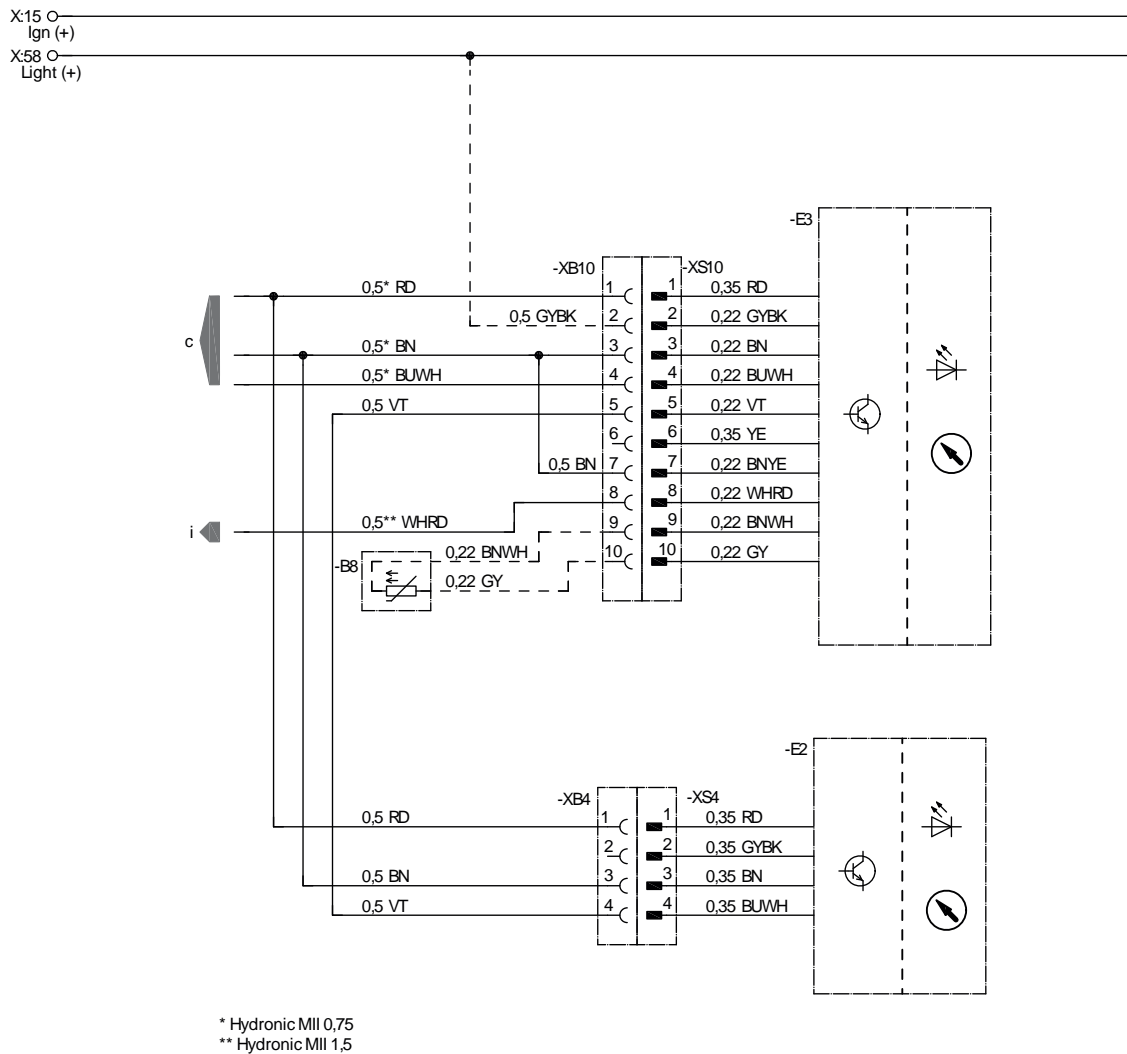 X:15
Ign (+)
X:58
Light (+)
-E3
-XB10
-XS10
1 1
0,5* RD
0,35 RD
2 2
0,5 GYBK
0,22 GYBK
c
3 3
0,5* BN
0,22 BN
4 4
0,5* BUWH
0,22 BUWH
5 5
0,5 VT
0,22 VT
6 6
0,35 YE
7 7
0,5 BN
0,22 BNYE
8 8
0,22 WHRD
i
0,5** WHRD
9 9
0,22 BNWH
-B8
0,22 BNWH
10 10
0,22 GY
0,22 GY
-E2
-XB4
-XS4
1 1
0,5 RD
0,35 RD
2 2
0,35 GYBK
3 3
0,5 BN
0,35 BN
4 4
0,5 VT
0,35 BUWH
* Hydronic MII 0,75
** Hydronic MII 1,5